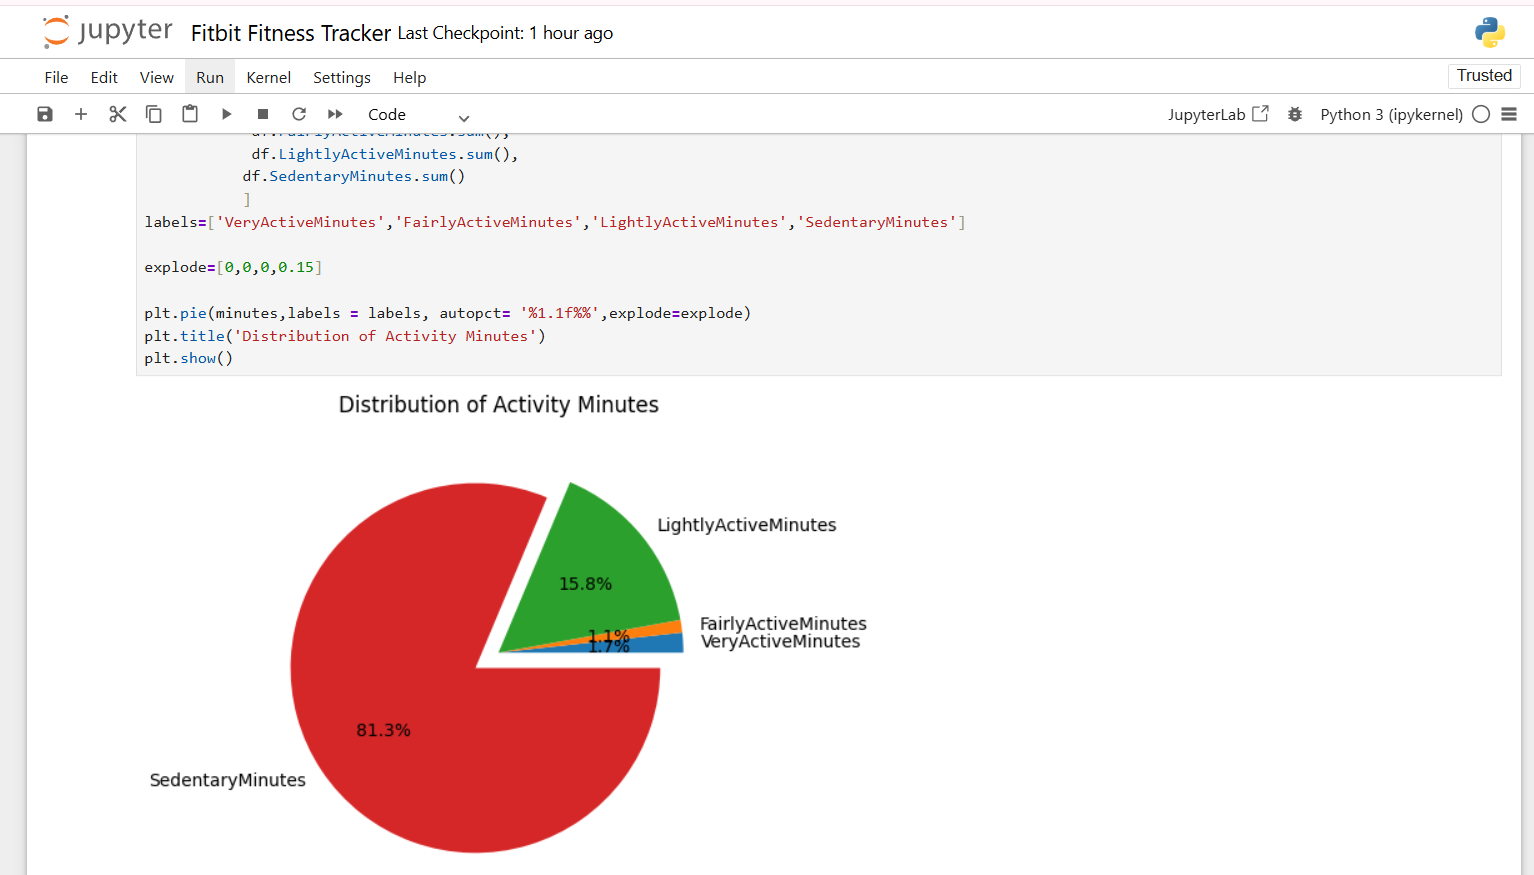 jupyter Fitbit Fitness Tracker Last Checkpoint: 1 hour ago
File Edit View Run Kernel Settings Help Trusted
Code JupyterLab Python 3 (ipykernel)
df.FairlyActiveMinutes.sum(),
df.LightlyActiveMinutes.sum(),
df.SedentaryMinutes.sum()
]
labels=['VeryActiveMinutes','FairlyActiveMinutes','LightlyActiveMinutes','SedentaryMinutes']
explode=[0,0,0,0.15]
plt.pie(minutes,labels = labels, autopct= '%1.1f%%',explode=explode)
plt.title('Distribution of Activity Minutes')
plt.show()
Distribution of Activity Minutes
LightlyActiveMinutes
15.8%
FairlyActiveMinutes
1.1%
VeryActiveMinutes
1.7%
81.3%
SedentaryMinutes